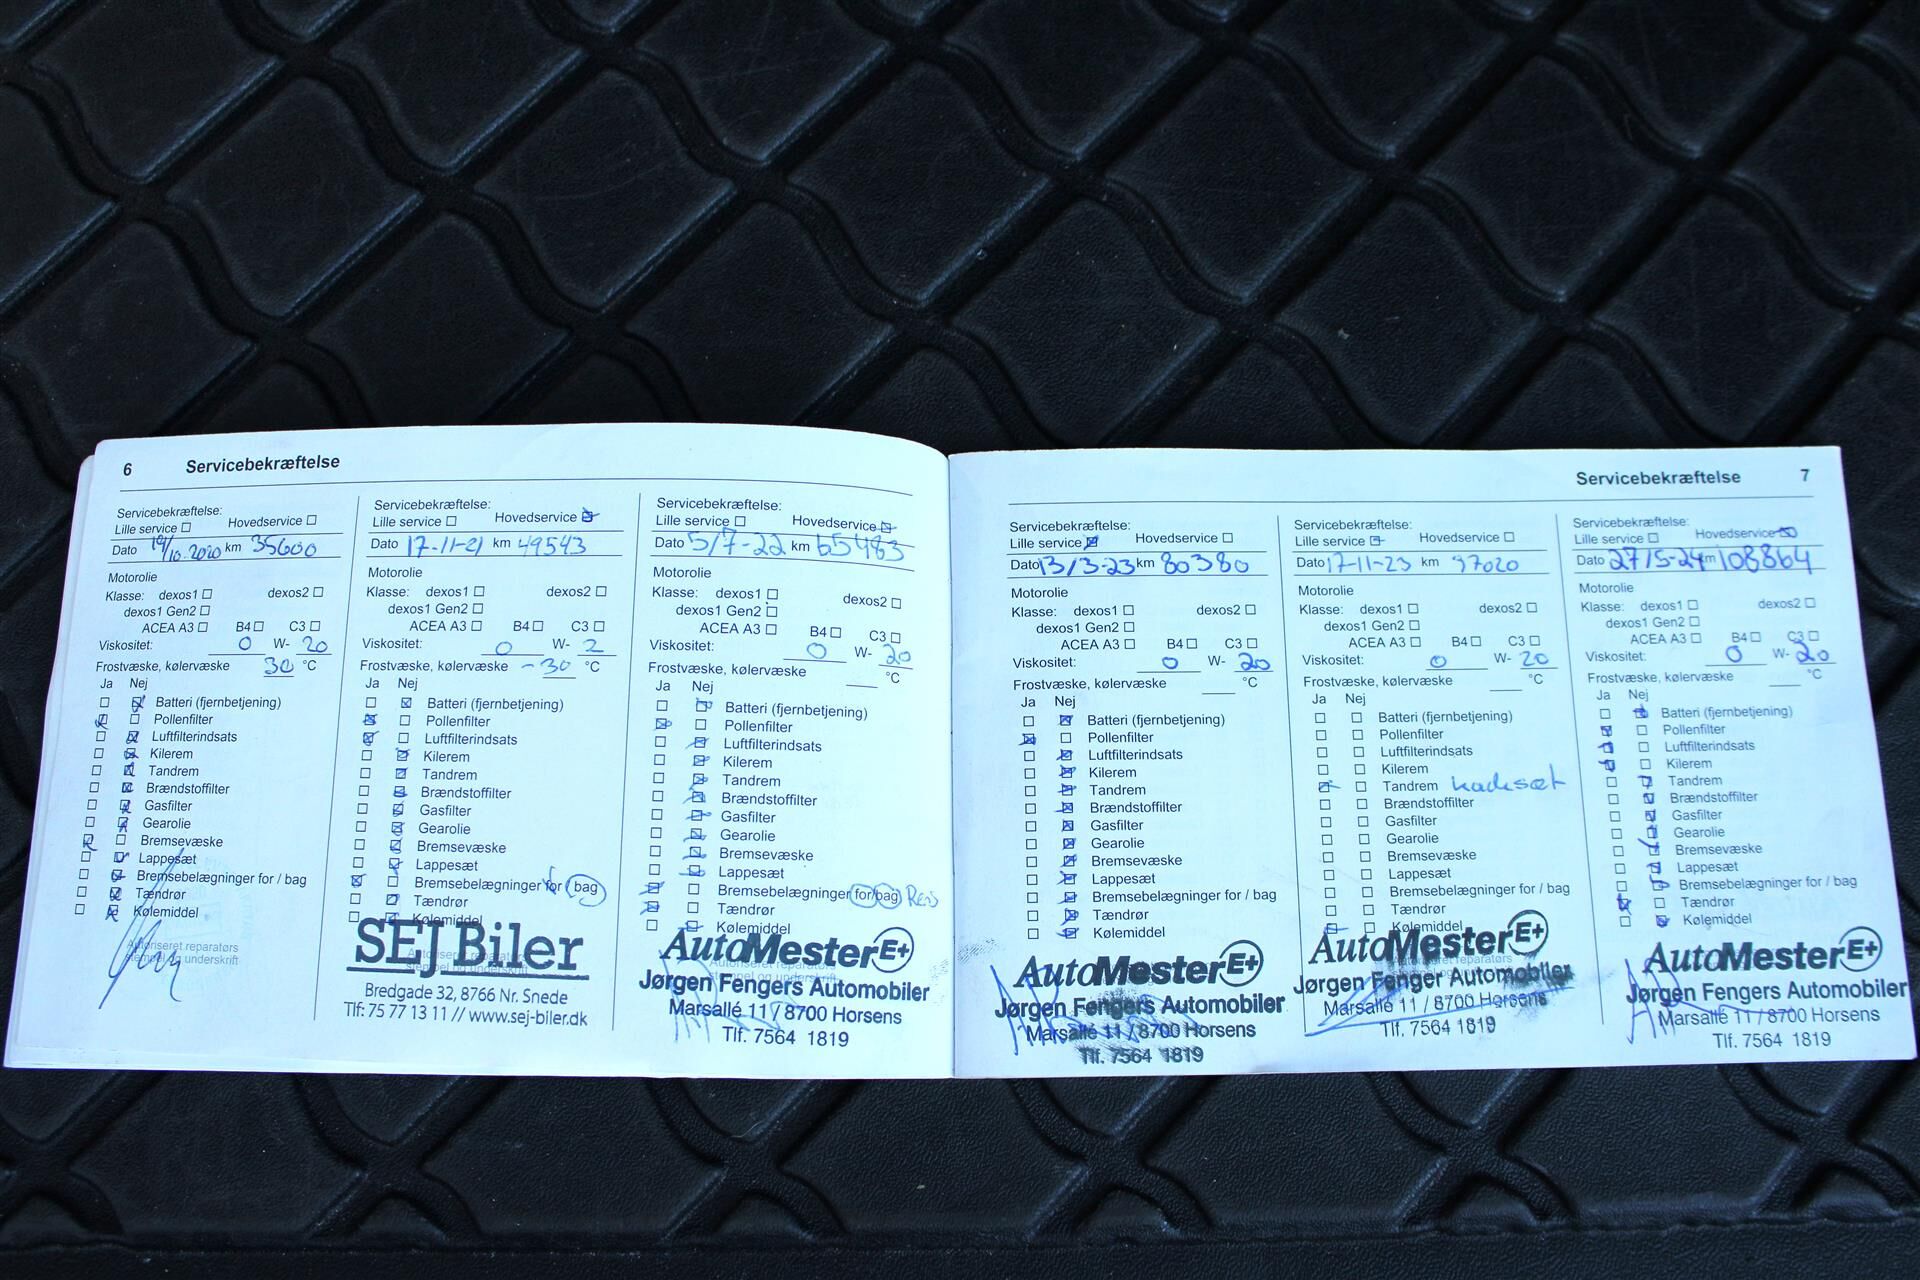 6 Servicebekræftelse
Servicebekræftelse:
Lille service Hovedservice
Dato 19/10-2020 km 35600
Motorolie
Klasse: dexos1 dexos2
dexos1 Gen2
ACEA A3 B4 C3
Viskositet: 0 W- 20
Frostvæske, kølervæske 30 °C
Ja Nej
Batteri (fjernbetjening)
Pollenfilter
Luftfilterindsats
Kilerem
Tandrem
Brændstoffilter
Gasfilter
Gearolie
Bremsevæske
Lappesæt
Bremsebelægninger for / bag
Tændrør
Kølemiddel
Autoriseret reparatørs
stempel og underskrift
Servicebekræftelse:
Lille service Hovedservice
Dato 17-11-21 km 49543
Motorolie
Klasse: dexos1 dexos2
dexos1 Gen2
ACEA A3 B4 C3
Viskositet: 0 W- 2
Frostvæske, kølervæske -30 °C
Ja Nej
Batteri (fjernbetjening)
Pollenfilter
Luftfilterindsats
Kilerem
Tandrem
Brændstoffilter
Gasfilter
Gearolie
Bremsevæske
Lappesæt
Bremsebelægninger for / bag
Tændrør
Kølemiddel
SEJ Biler
Bredgade 32, 8766 Nr. Snede
Tlf: 75 77 13 11 // www.sej-biler.dk
Servicebekræftelse:
Lille service Hovedservice
Dato 5/7-22 km 65483
Motorolie
Klasse: dexos1 dexos2
dexos1 Gen2
ACEA A3 B4 C3
Viskositet: 0 W- 20
Frostvæske, kølervæske °C
Ja Nej
Batteri (fjernbetjening)
Pollenfilter
Luftfilterindsats
Kilerem
Tandrem
Brændstoffilter
Gasfilter
Gearolie
Bremsevæske
Lappesæt
Bremsebelægninger for/bag
Tændrør
Kølemiddel
AutoMester E+
Jørgen Fengers Automobiler
Marsallé 11 / 8700 Horsens
Tlf. 7564 1819
Servicebekræftelse 7
Servicebekræftelse:
Lille service Hovedservice
Dato 13/3-23 km 80380
Motorolie
Klasse: dexos1 dexos2
dexos1 Gen2
ACEA A3 B4 C3
Viskositet: 0 W- 20
Frostvæske, kølervæske °C
Ja Nej
Batteri (fjernbetjening)
Pollenfilter
Luftfilterindsats
Kilerem
Tandrem
Brændstoffilter
Gasfilter
Gearolie
Bremsevæske
Lappesæt
Bremsebelægninger for / bag
Tændrør
Kølemiddel
AutoMester E+
Jørgen Fengers Automobiler
Marsallé 11 / 8700 Horsens
Tlf. 7564 1819
Servicebekræftelse:
Lille service Hovedservice
Dato 17-11-23 km 97020
Motorolie
Klasse: dexos1 dexos2
dexos1 Gen2
ACEA A3 B4 C3
Viskositet: 0 W- 20
Frostvæske, kølervæske °C
Ja Nej
Batteri (fjernbetjening)
Pollenfilter
Luftfilterindsats
Kilerem
Tandrem
Brændstoffilter
Gasfilter
Gearolie
Bremsevæske
Lappesæt
Bremsebelægninger for / bag
Tændrør
Kølemiddel
AutoMester E+
Jørgen Fenger Automobiler
Marsallé 11 / 8700 Horsens
Tlf. 7564 1819
Servicebekræftelse:
Lille service Hovedservice
Dato 27/5-24 km 108864
Motorolie
Klasse: dexos1 dexos2
dexos1 Gen2
ACEA A3 B4 C3
Viskositet: 0 W- 20
Frostvæske, kølervæske °C
Ja Nej
Batteri (fjernbetjening)
Pollenfilter
Luftfilterindsats
Kilerem
Tandrem
Brændstoffilter
Gasfilter
Gearolie
Bremsevæske
Lappesæt
Bremsebelægninger for / bag
Tændrør
Kølemiddel
AutoMester E+
Jørgen Fengers Automobiler
Marsallé 11 / 8700 Horsens
Tlf. 7564 1819